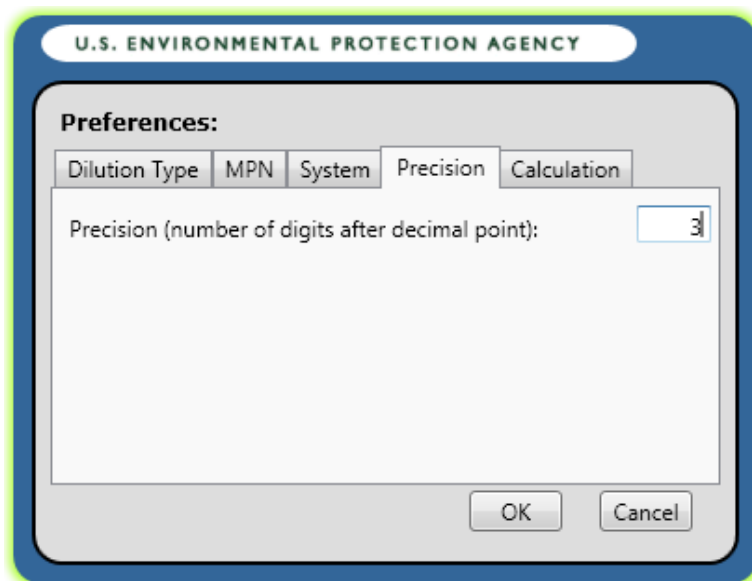 U.S. ENVIRONMENTAL PROTECTION AGENCY
Preferences:
Dilution Type MPN System Precision Calculation
Precision (number of digits after decimal point): 3
OK Cancel